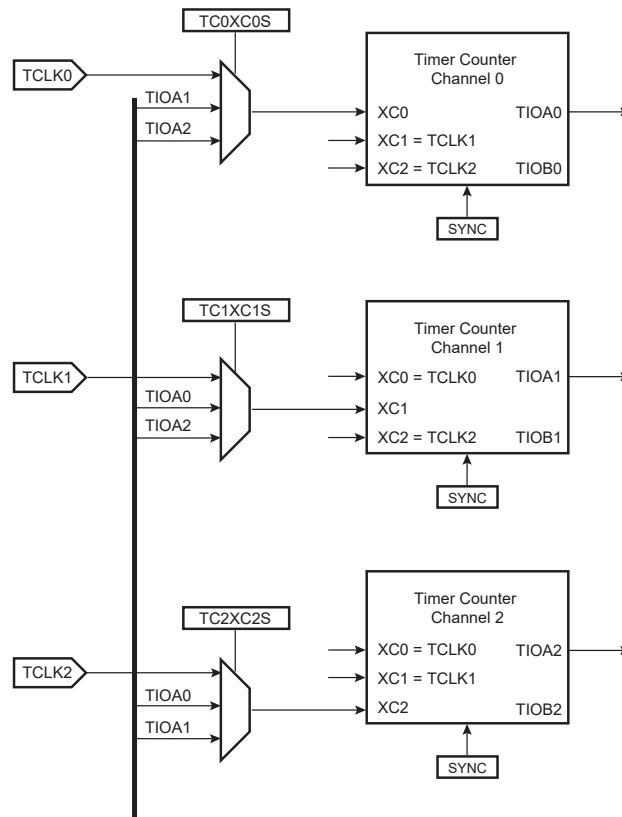 TC0XC0S
TCLK0
TIOA1
TIOA2
Timer Counter
Channel 0
XC0
TIOA0
XC1 = TCLK1
XC2 = TCLK2
TIOB0
SYNC
TC1XC1S
TCLK1
TIOA0
TIOA2
Timer Counter
Channel 1
XC0 = TCLK0
TIOA1
XC1
XC2 = TCLK2
TIOB1
SYNC
TC2XC2S
TCLK2
TIOA0
TIOA1
Timer Counter
Channel 2
XC0 = TCLK0
TIOA2
XC1 = TCLK1
XC2
TIOB2
SYNC